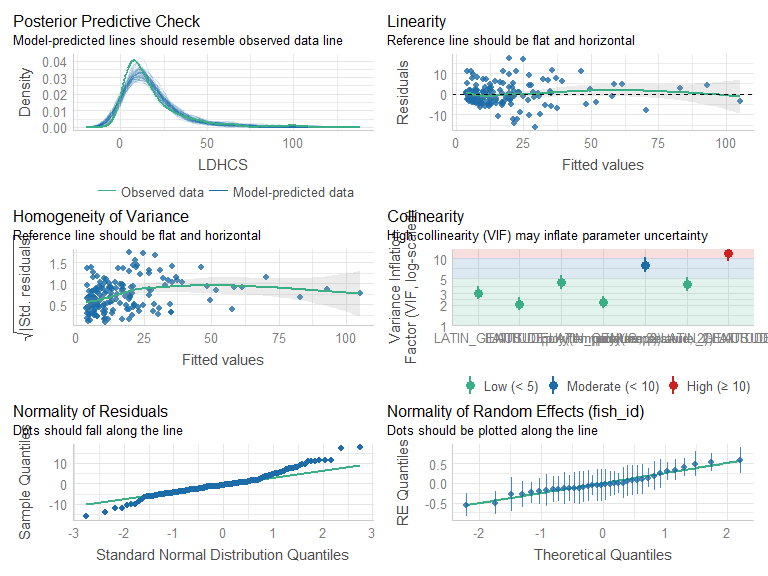 Posterior Predictive Check
Model-predicted lines should resemble observed data line
Density
0.04
0.03
0.02
0.01
0.00
0
50
100
LDHCS
Observed data
Model-predicted data
Linearity
Reference line should be flat and horizontal
Residuals
10
0
-10
0
25
50
75
100
Fitted values
Homogeneity of Variance
Reference line should be flat and horizontal
√|Std. residuals|
1.5
1.0
0.5
0
25
50
75
100
Fitted values
Collinearity
High collinearity (VIF) may inflate parameter uncertainty
Variance Inflation
Factor (VIF, log-scaled)
10
5
3
2
1
Low (< 5)
Moderate (< 10)
High (≥ 10)
Normality of Residuals
Dots should fall along the line
Sample Quantiles
10
0
-10
-3
-2
-1
0
1
2
3
Standard Normal Distribution Quantiles
Normality of Random Effects (fish_id)
Dots should be plotted along the line
RE Quantiles
0.5
0.0
-0.5
-2
-1
0
1
2
Theoretical Quantiles